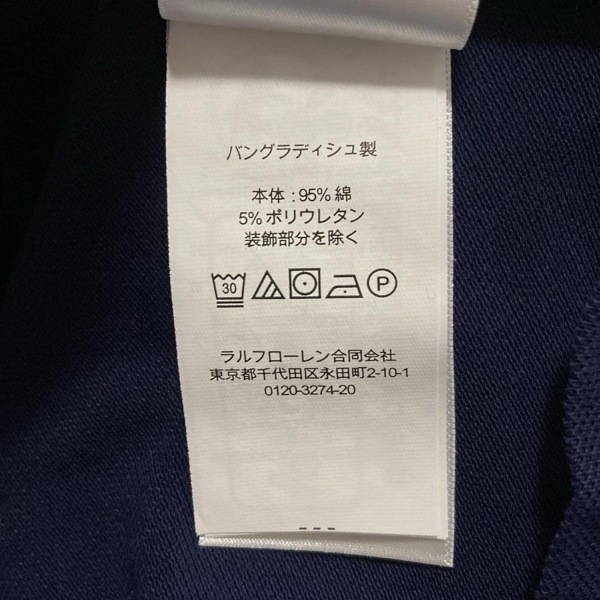 バングラディシュ製
本体 : 95% 綿
5% ポリウレタン
装飾部分を除く
30 P
ラルフローレン合同会社
東京都千代田区永田町2-10-1
0120-3274-20